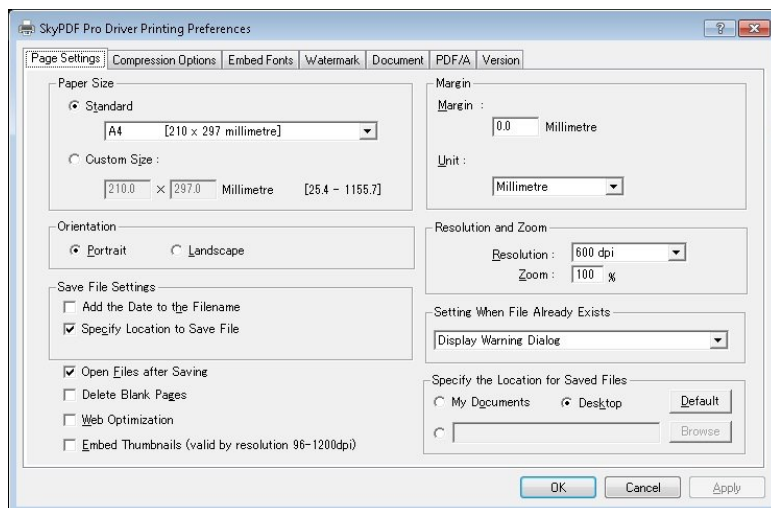 SkyPDF Pro Driver Printing Preferences
Page Settings Compression Options Embed Fonts Watermark Document PDF/A Version
Paper Size
Standard
A4 [210 x 297 millimetre]
Custom Size :
210.0 × 297.0 Millimetre [25.4 - 1155.7]
Orientation
Portrait Landscape
Save File Settings
Add the Date to the Filename
Specify Location to Save File
Open Files after Saving
Delete Blank Pages
Web Optimization
Embed Thumbnails (valid by resolution 96-1200dpi)
Margin
Margin :
0.0 Millimetre
Unit :
Millimetre
Resolution and Zoom
Resolution : 600 dpi
Zoom : 100 %
Setting When File Already Exists
Display Warning Dialog
Specify the Location for Saved Files
My Documents Desktop Default
Browse
OK Cancel Apply